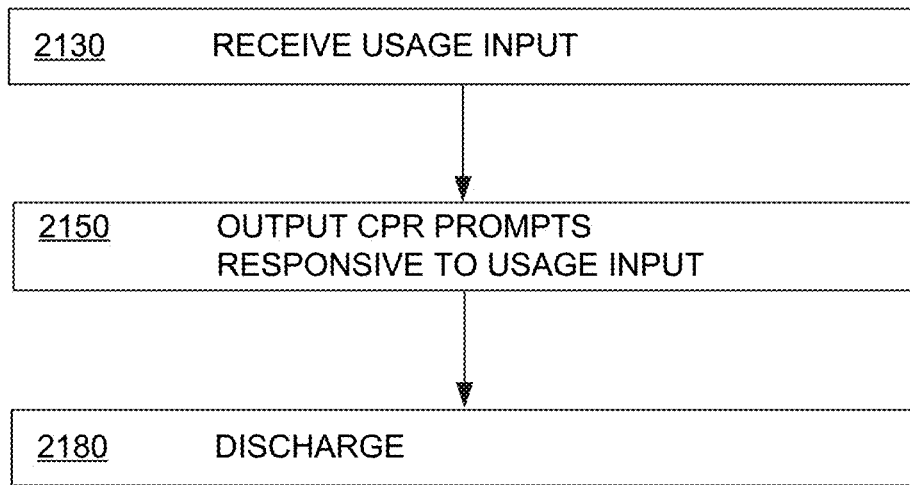 2130 RECEIVE USAGE INPUT
2150 OUTPUT CPR PROMPTS
RESPONSIVE TO USAGE INPUT
2180 DISCHARGE